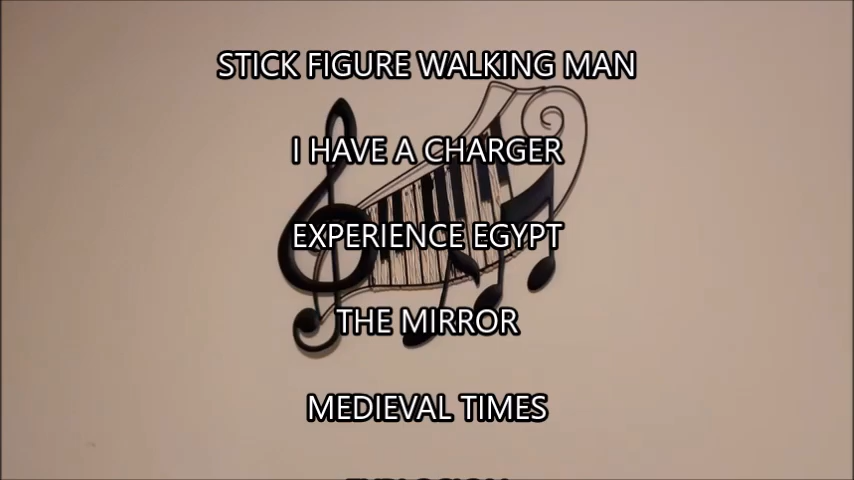 STICK FIGURE WALKING MAN
I HAVE A CHARGER
EXPERIENCE EGYPT
THE MIRROR
MEDIEVAL TIMES